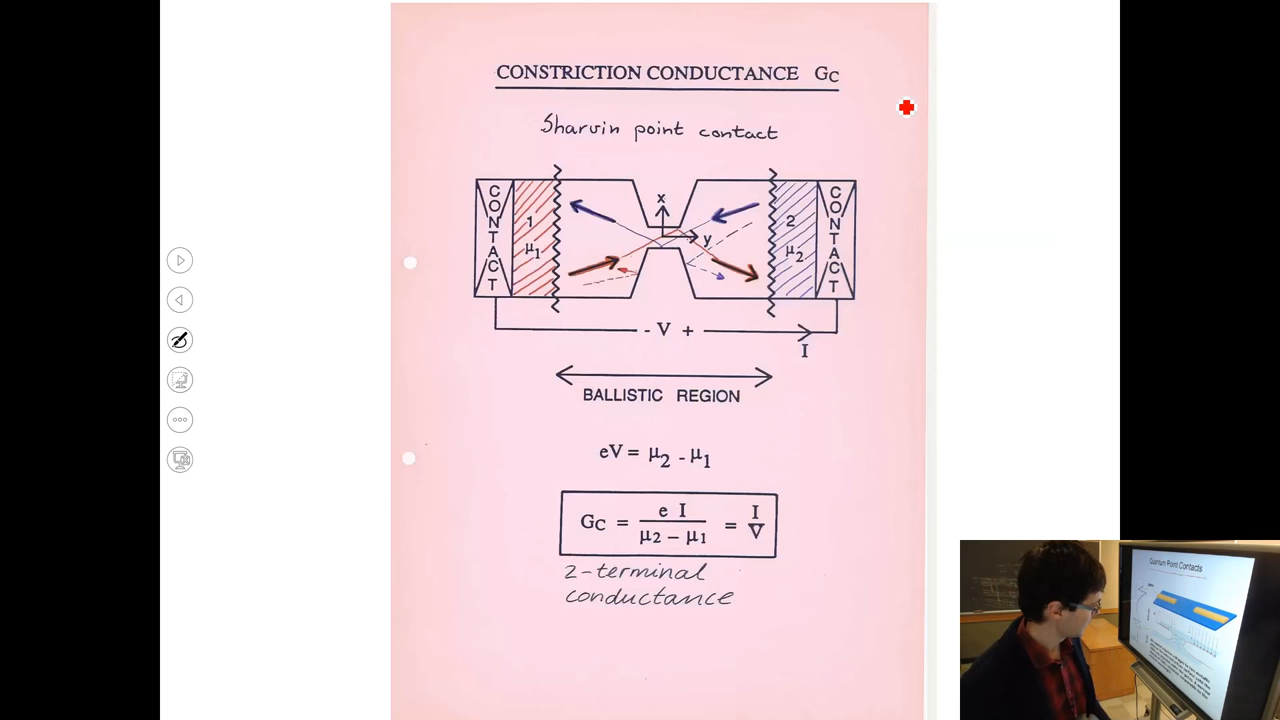 CONSTRICTION CONDUCTANCE GC
Sharvin point contact
CONTACT
1
μ1
x
y
2
μ2
CONTACT
- V +
I
BALLISTIC REGION
eV = μ2 - μ1
GC = e I / μ2 – μ1 = I / V
2-terminal
conductance
Quantum Point Contacts